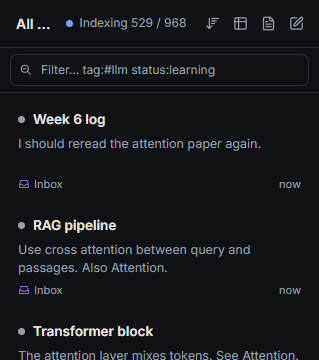 All ... Indexing 529 / 968
Filter... tag:#llm status:learning
Week 6 log
I should reread the attention paper again.
Inbox now
RAG pipeline
Use cross attention between query and
passages. Also Attention.
Inbox now
Transformer block
The attention layer mixes tokens. See Attention.